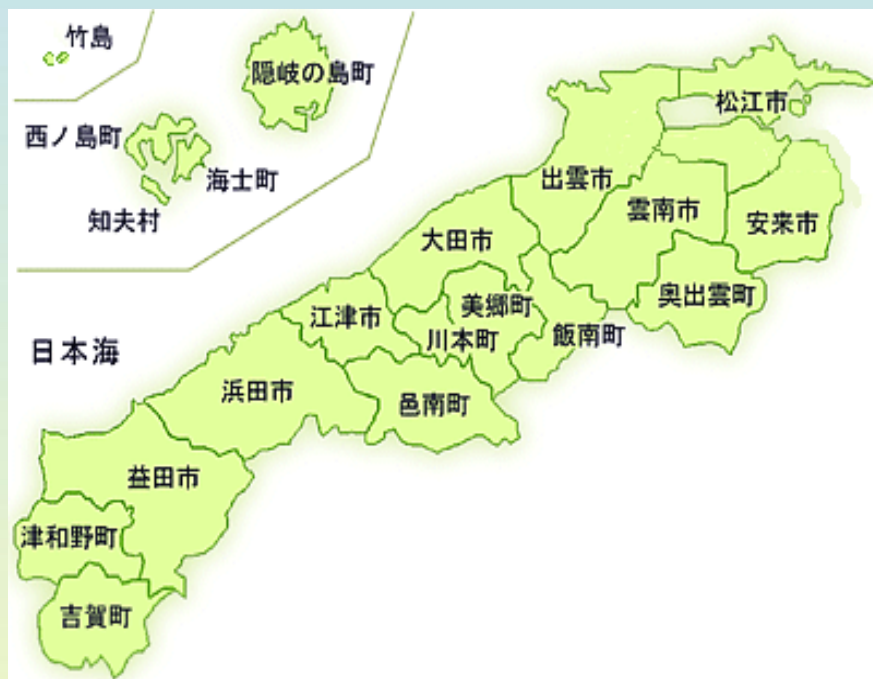 竹島
隠岐の島町
西ノ島町
海士町
知夫村
松江市
出雲市
雲南市
安来市
大田市
奥出雲町
美郷町
江津市
川本町
飯南町
日本海
浜田市
邑南町
益田市
津和野町
吉賀町